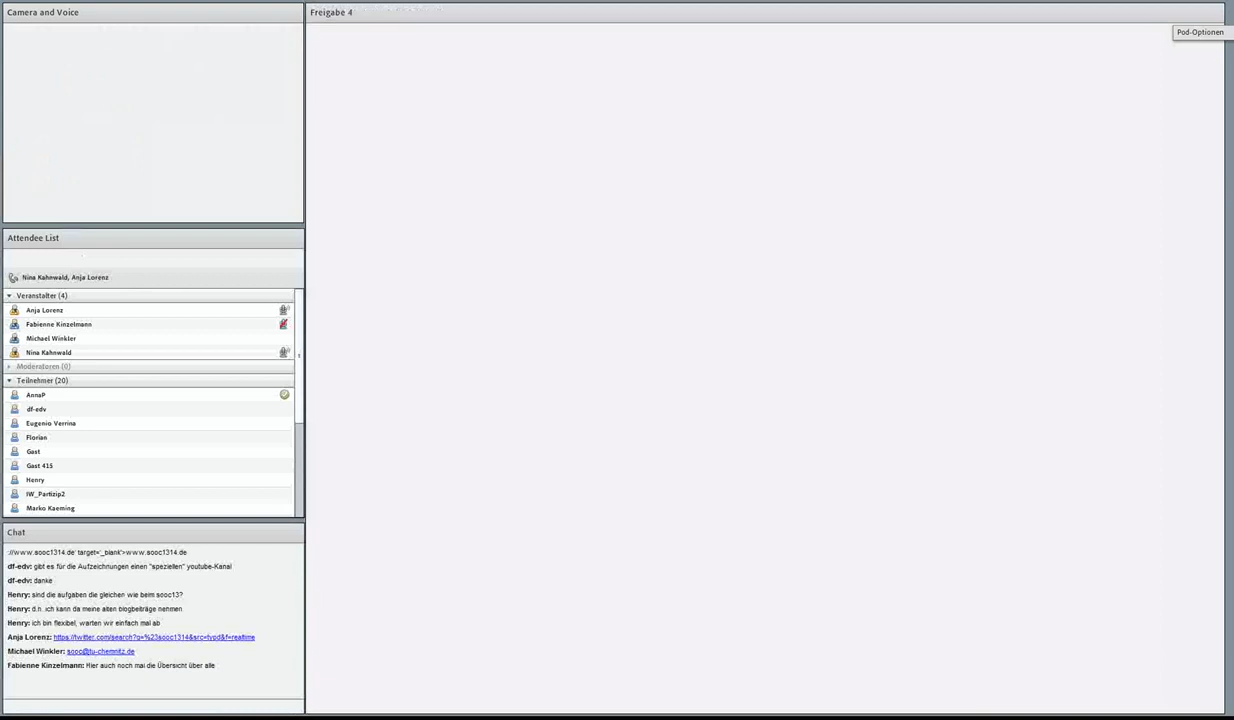 Camera and Voice
Freigabe 4
Pod-Optionen
Attendee List
Nina Kahnwald, Anja Lorenz
Veranstalter (4)
Anja Lorenz
Fabienne Kinzelmann
Michael Winkler
Nina Kahnwald
Moderatoren (0)
Teilnehmer (20)
AnnaP
df-edv
Eugenio Verrina
Florian
Gast
Gast 415
Henry
IW_Partizip2
Marko Kaeming
Chat
://www.sooc1314.de' target='_blank'>www.sooc1314.de
df-edv: gibt es für die Aufzeichnungen einen "speziellen" youtube-Kanal
df-edv: danke
Henry: sind die aufgaben die gleichen wie beim sooc13?
Henry: d.h. ich kann da meine alten blogbeiträge nehmen
Henry: ich bin flexibel, warten wir einfach mal ab
Anja Lorenz: https://twitter.com/search?q=%23sooc1314&src=typd&f=realtime
Michael Winkler: sooc@tu-chemnitz.de
Fabienne Kinzelmann: Hier auch noch mal die Übersicht über alle